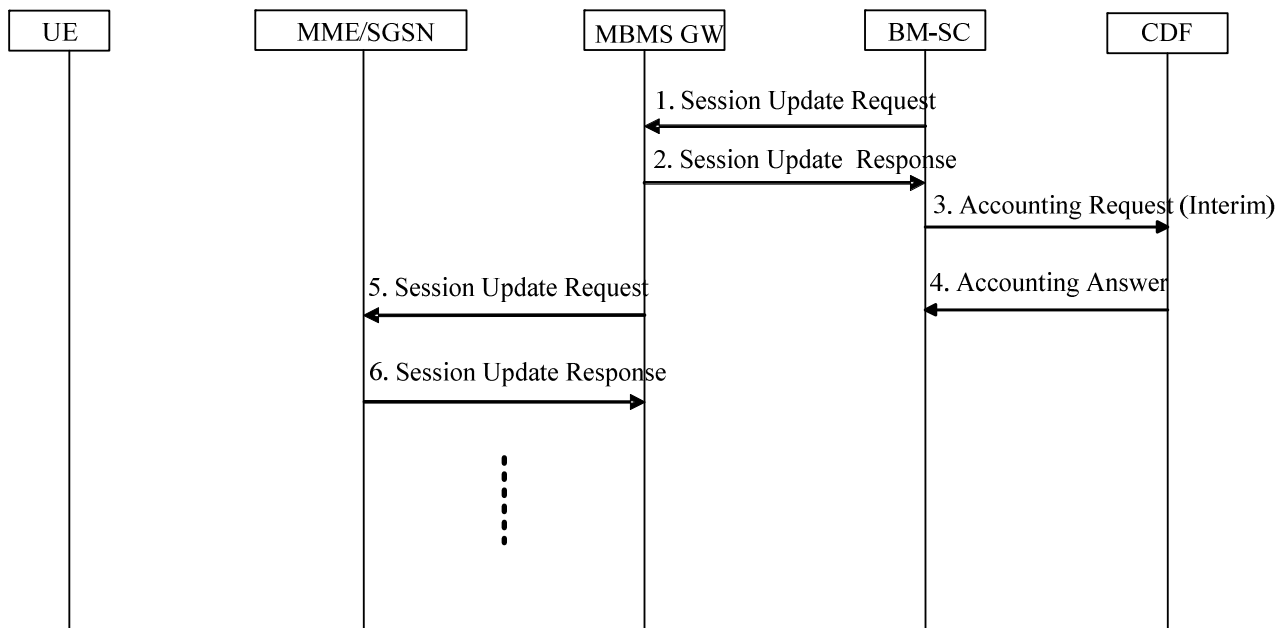 UE
MME/SGSN
MBMS GW
BM-SC
CDF
1. Session Update Request
2. Session Update Response
3. Accounting Request (Interim)
4. Accounting Answer
5. Session Update Request
6. Session Update Response